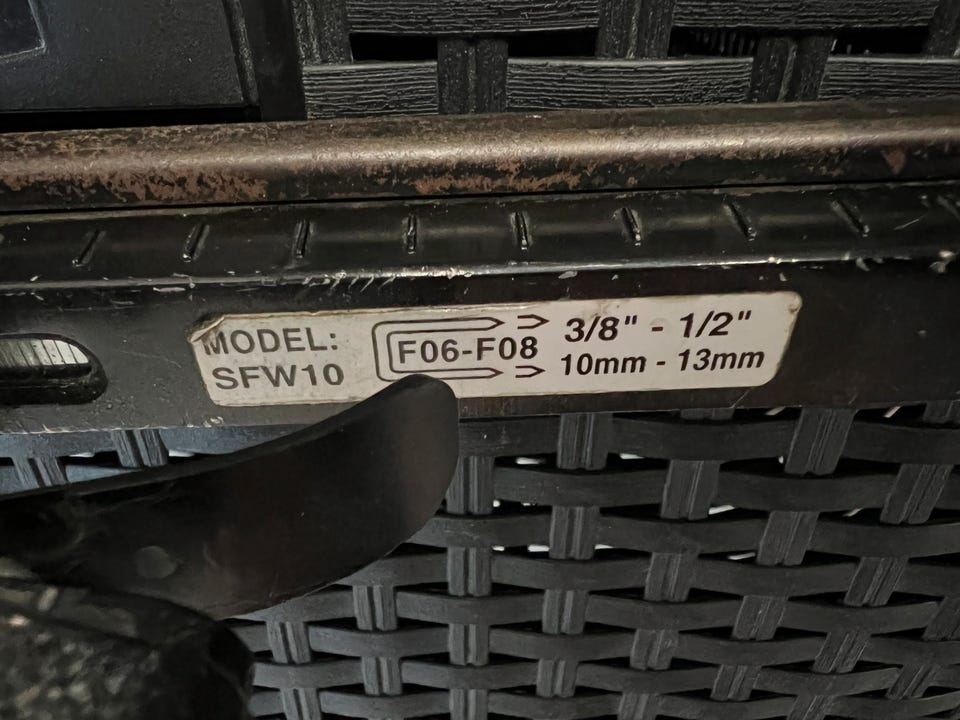 MODEL:
SFW10
F06-F08
3/8" - 1/2"
10mm - 13mm